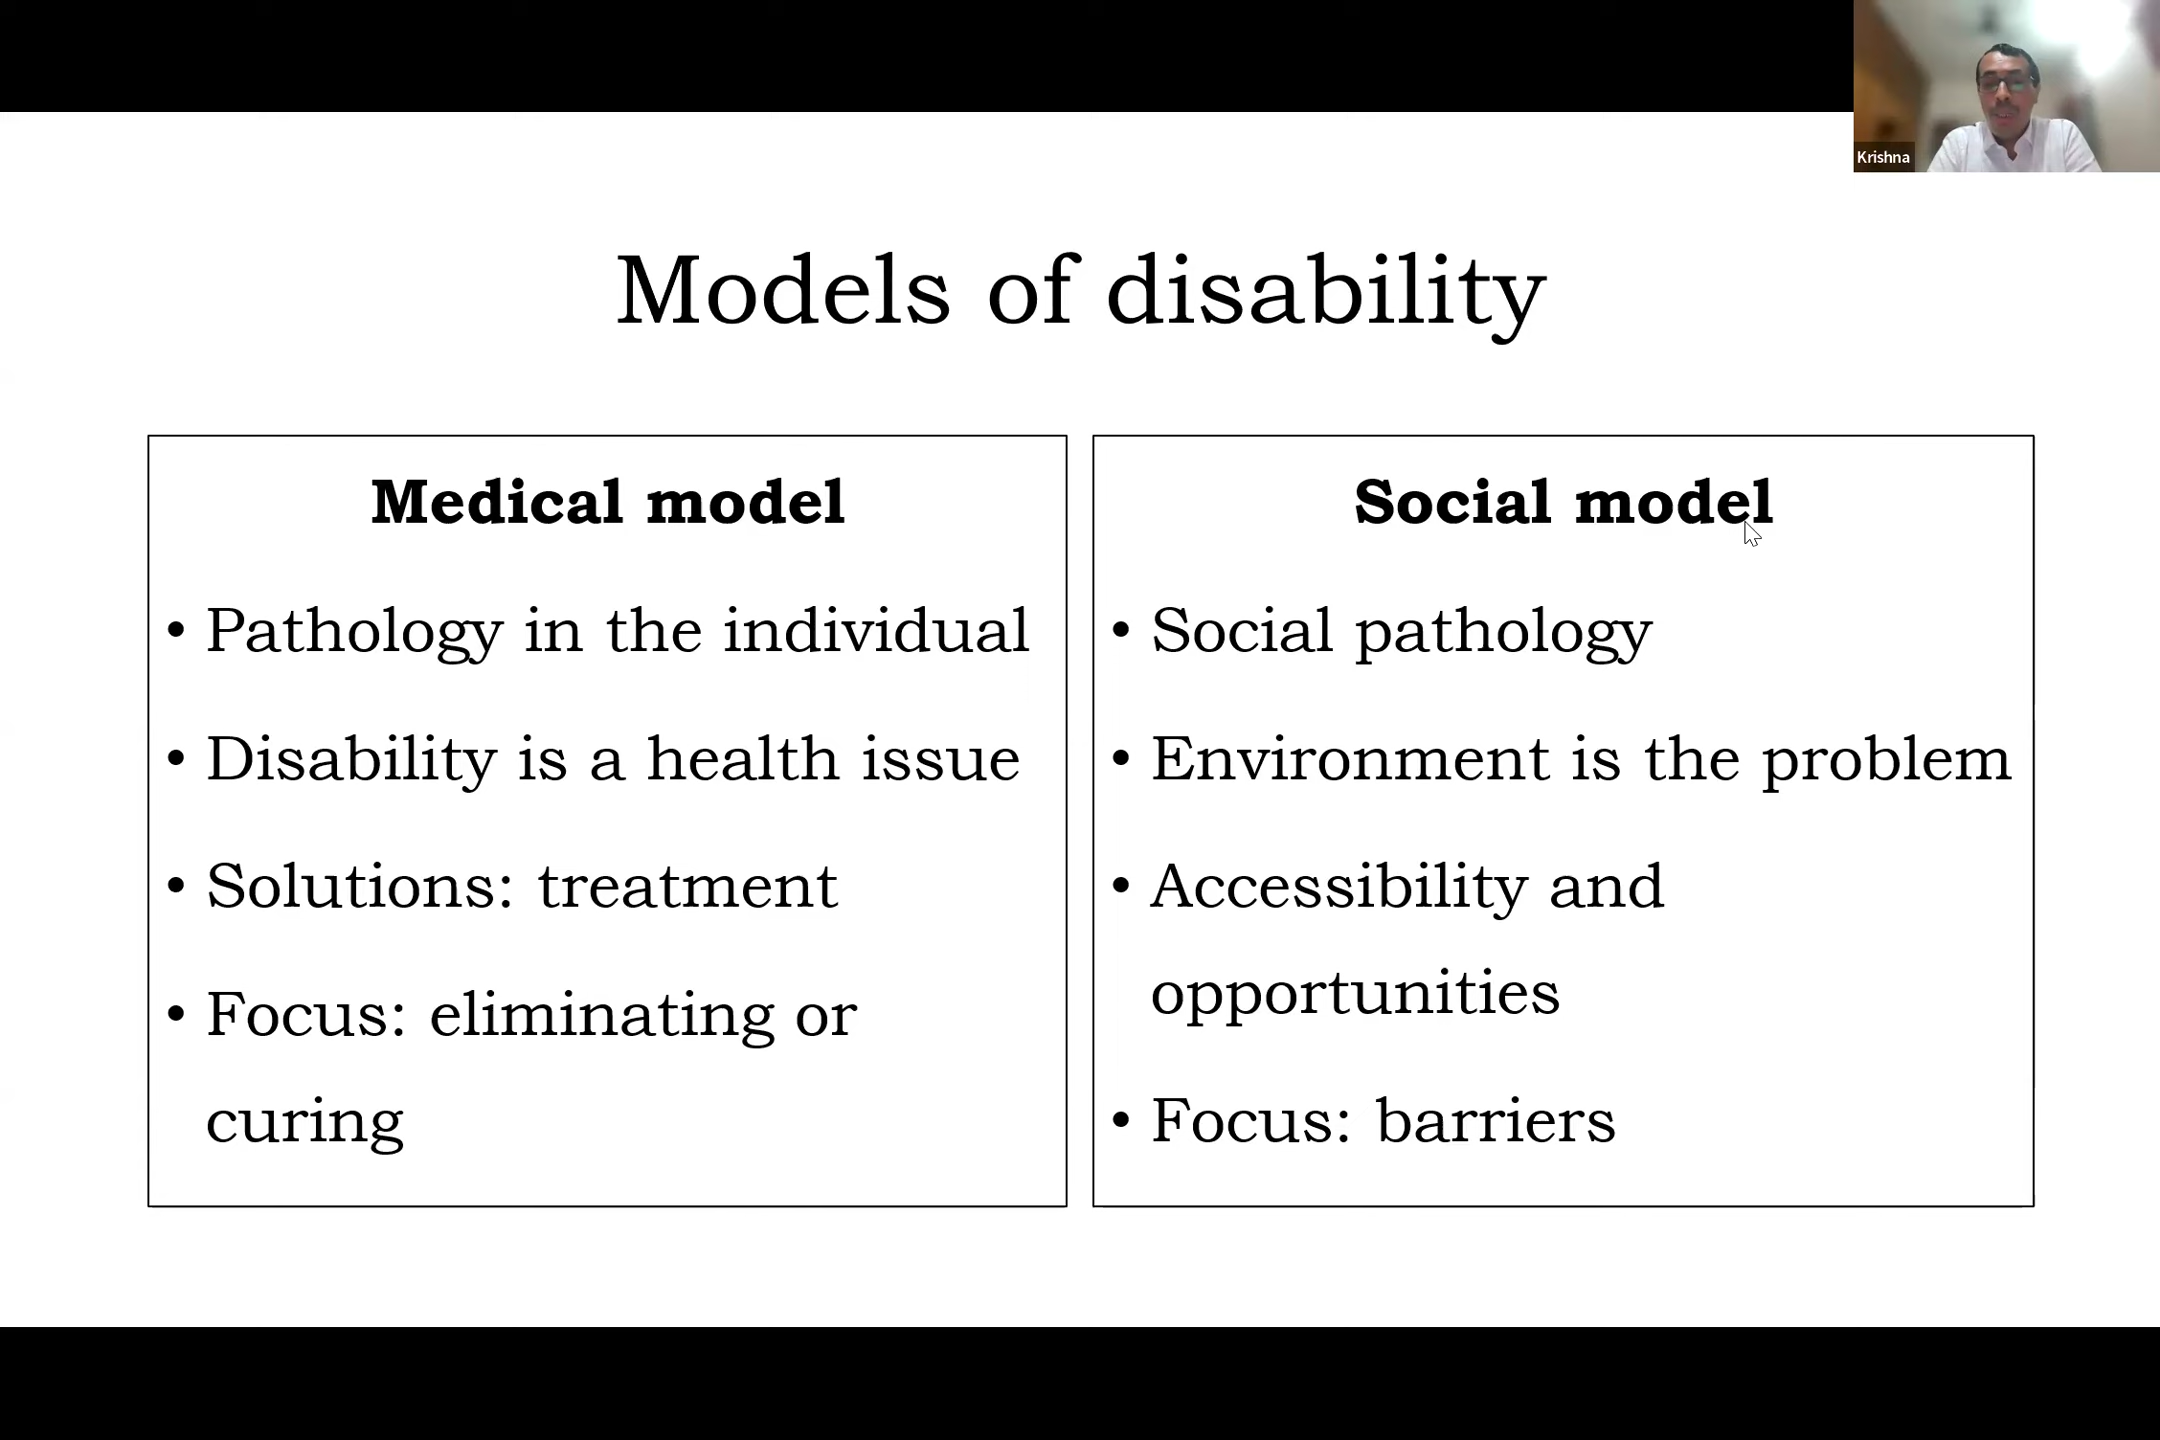 Krishna
Models of disability
Medical model
• Pathology in the individual
• Disability is a health issue
• Solutions: treatment
• Focus: eliminating or
curing
Social model
• Social pathology
• Environment is the problem
• Accessibility and
opportunities
• Focus: barriers